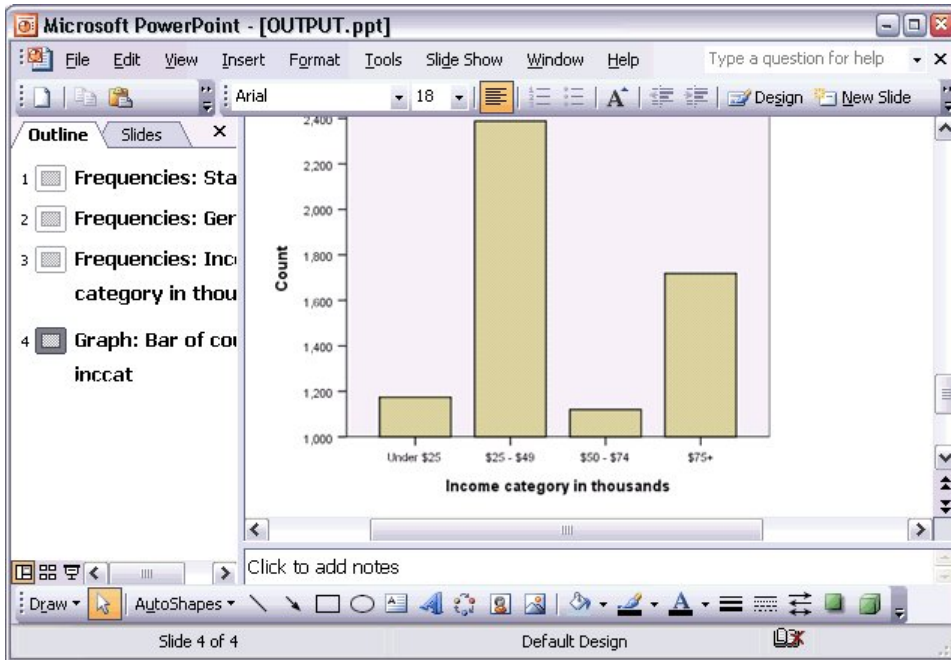 Microsoft PowerPoint - [OUTPUT.ppt]
File Edit View Insert Format Tools Slide Show Window Help Type a question for help
Arial 18 Design New Slide
Outline Slides
1 Frequencies: Sta
2 Frequencies: Ger
3 Frequencies: Inc
category in thou
4 Graph: Bar of cou
inccat
2,400
2,200
2,000
1,800
1,600
1,400
1,200
1,000
Count
Under $25 $25 - $49 $50 - $74 $75+
Income category in thousands
Click to add notes
Draw AutoShapes
Slide 4 of 4 Default Design